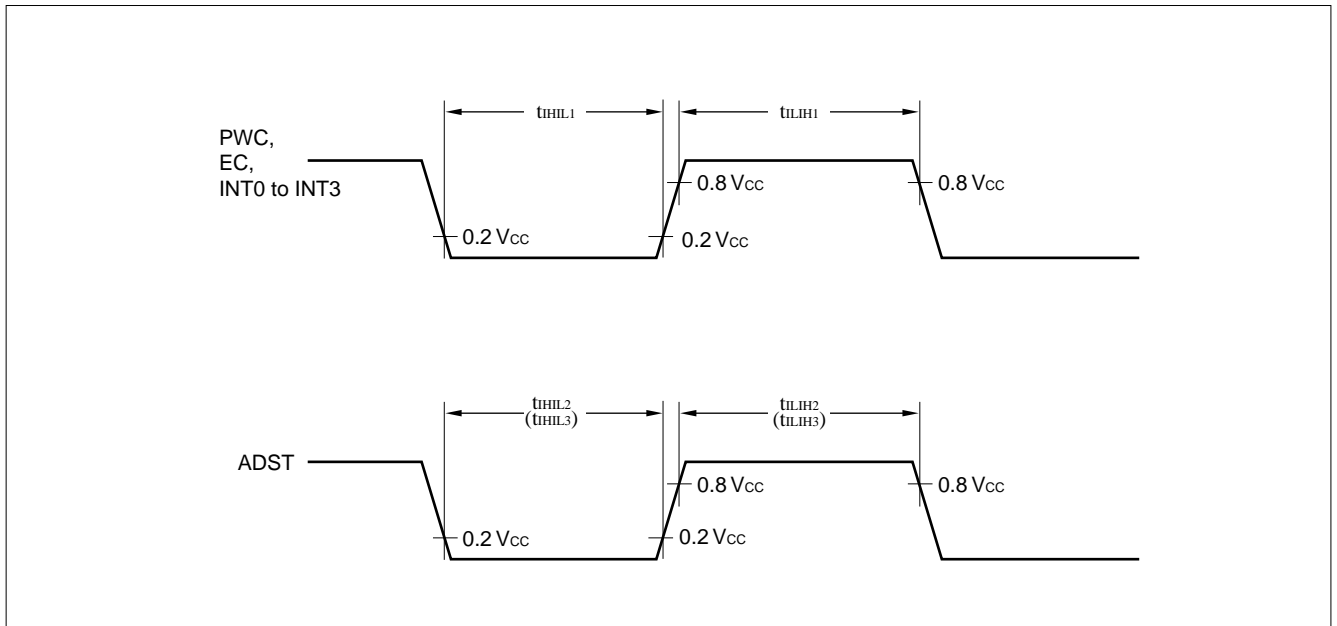 tIHIL1
tILIH1
PWC,
EC,
INT0 to INT3
0.8 VCC
0.8 VCC
0.2 VCC
0.2 VCC
tIHIL2
(tIHIL3)
tILIH2
(tILIH3)
ADST
0.8 VCC
0.8 VCC
0.2 VCC
0.2 VCC